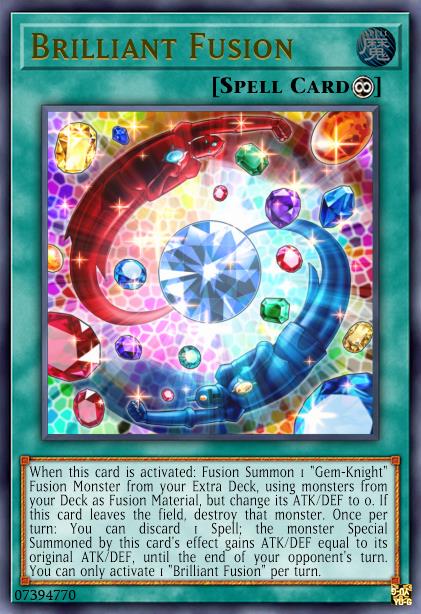 Brilliant Fusion
魔
[Spell Card]
When this card is activated: Fusion Summon 1 "Gem-Knight"
Fusion Monster from your Extra Deck, using monsters from
your Deck as Fusion Material, but change its ATK/DEF to 0. If
this card leaves the field, destroy that monster. Once per
turn: You can discard 1 Spell; the monster Special
Summoned by this card's effect gains ATK/DEF equal to its
original ATK/DEF, until the end of your opponent's turn.
You can only activate 1 "Brilliant Fusion" per turn.
07394770